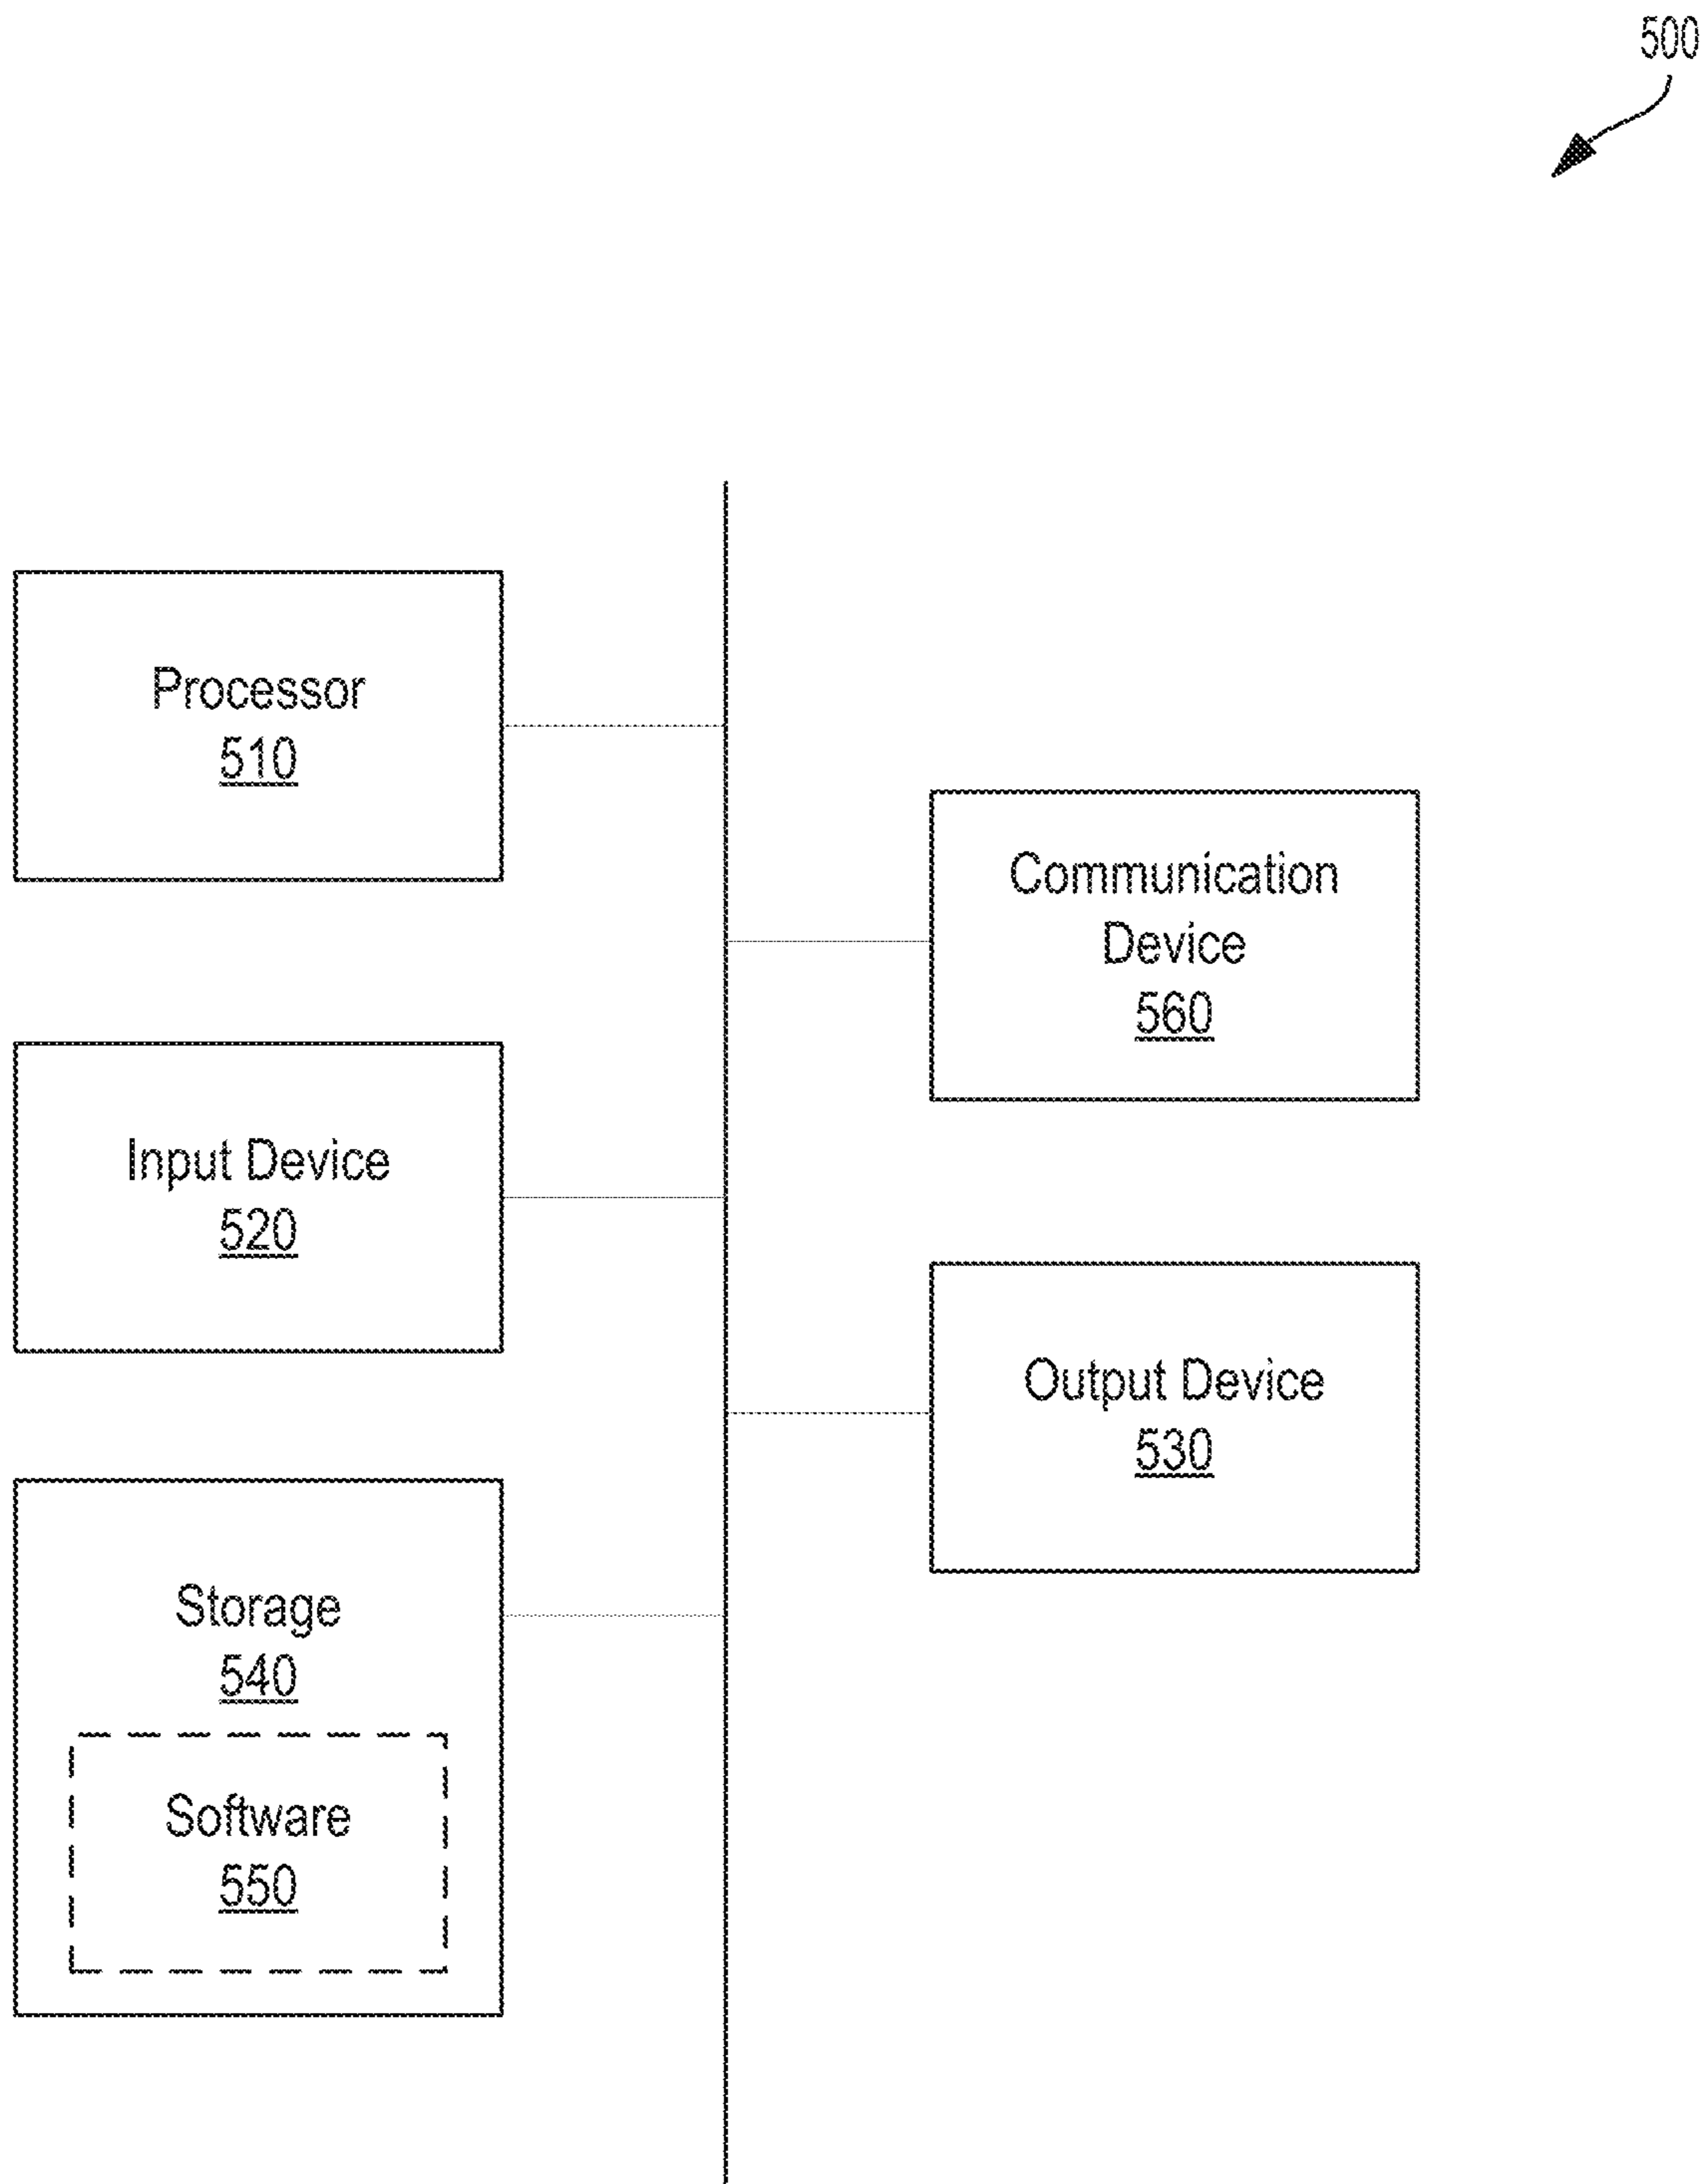 500
Processor
510
Communication
Device
560
Input Device
520
Output Device
530
Storage
540
Software
550